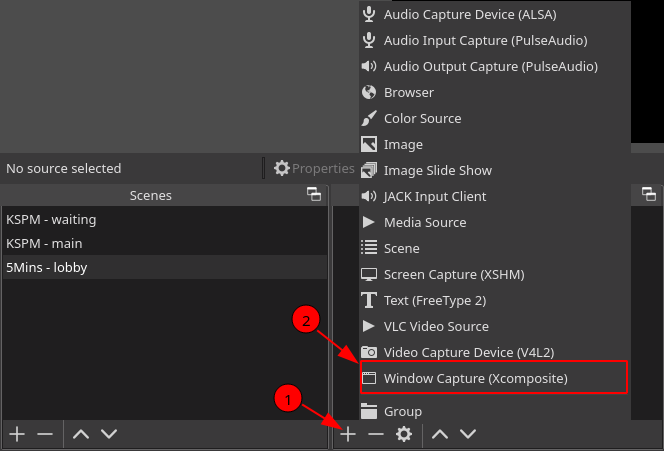 Audio Capture Device (ALSA)
Audio Input Capture (PulseAudio)
Audio Output Capture (PulseAudio)
Browser
Color Source
Image
Image Slide Show
JACK Input Client
Media Source
Scene
Screen Capture (XSHM)
Text (FreeType 2)
VLC Video Source
Video Capture Device (V4L2)
Window Capture (Xcomposite)
Group
No source selected
Properties
Scenes
KSPM - waiting
KSPM - main
5Mins - lobby
2
1